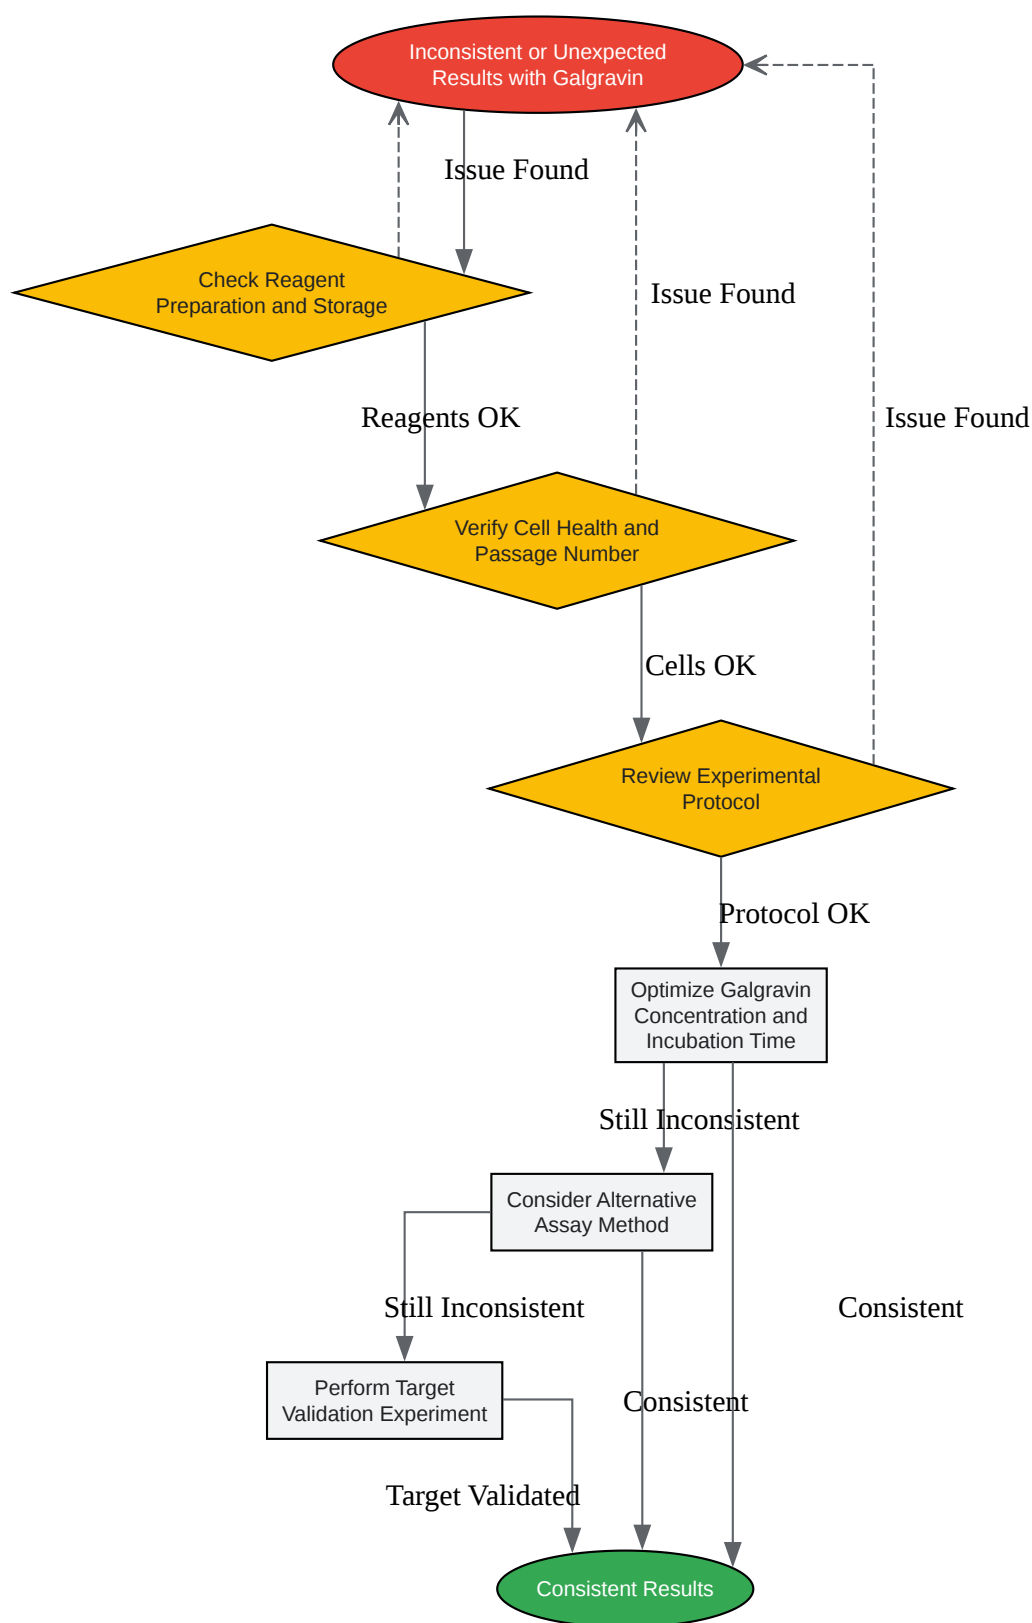 Inconsistent or Unexpected
Results with Galgravin
Issue Found
Check Reagent
Preparation and Storage
Issue Found
Reagents OK
Issue Found
Verify Cell Health and
Passage Number
Cells OK
Review Experimental
Protocol
Protocol OK
Optimize Galgravin
Concentration and
Incubation Time
Still Inconsistent
Consider Alternative
Assay Method
Still Inconsistent
Consistent
Perform Target
Validation Experiment
Consistent
Target Validated
Consistent Results